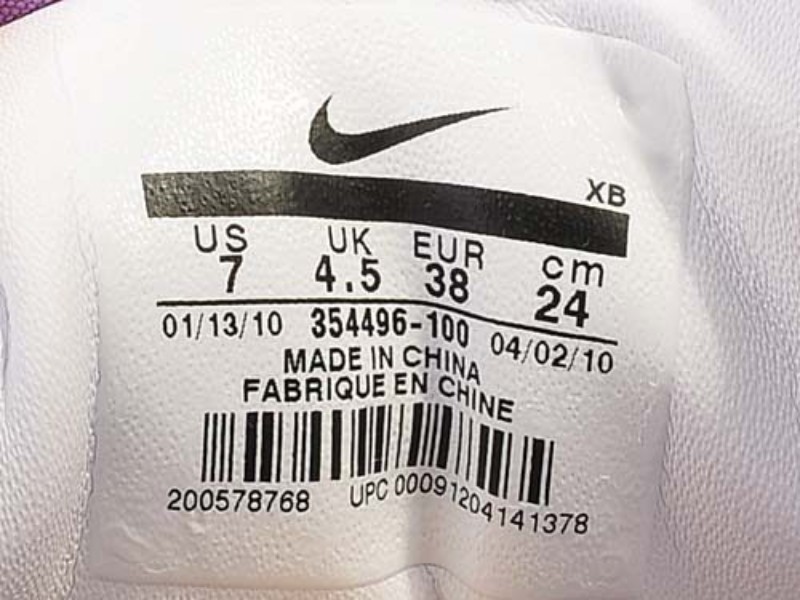 XB
US UK EUR cm
7 4.5 38 24
01/13/10 354496-100 04/02/10
MADE IN CHINA
FABRIQUE EN CHINE
200578768 UPC 00091204141378